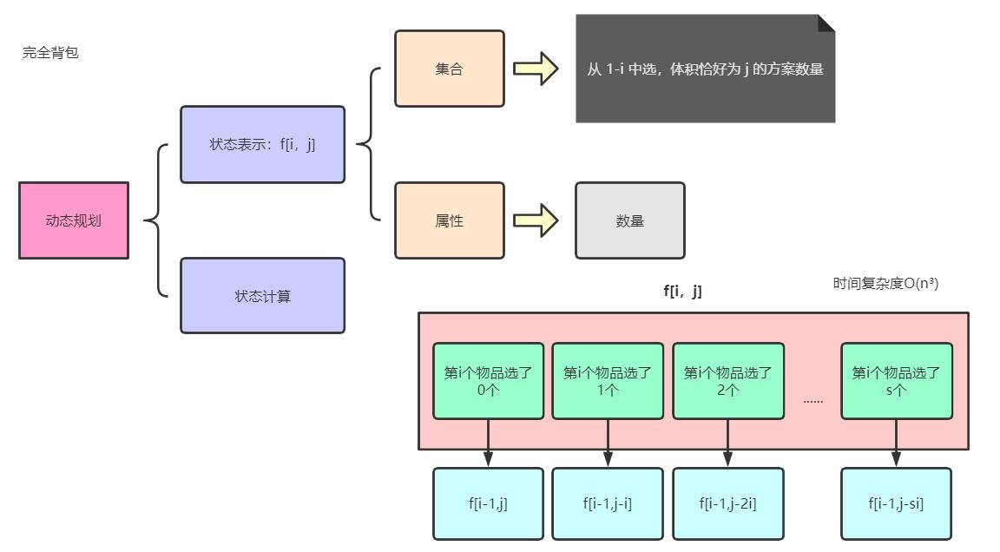 完全背包
集合
从 1-i 中选，体积恰好为 j 的方案数量
状态表示：f[i，j]
动态规划
属性
数量
状态计算
f[i，j]
时间复杂度O(n³)
第i个物品选了
0个
第i个物品选了
1个
第i个物品选了
2个
......
第i个物品选了
s个
f[i-1,j]
f[i-1,j-i]
f[i-1,j-2i]
f[i-1,j-si]